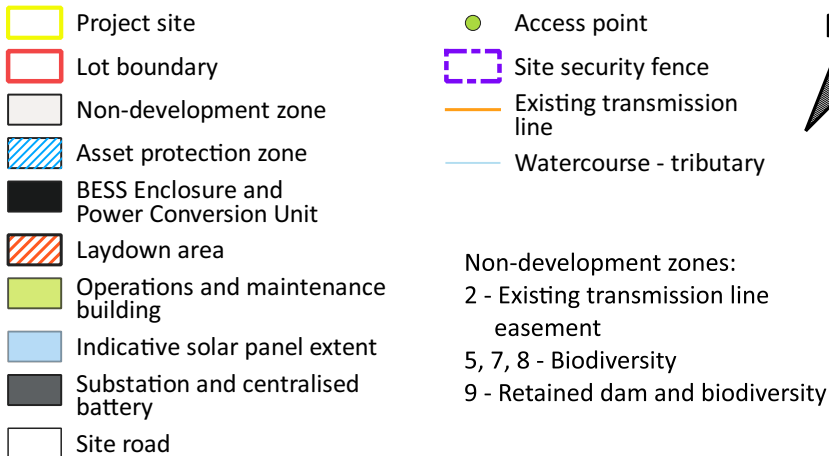 Project site
Lot boundary
Non-development zone
Asset protection zone
BESS Enclosure and
Power Conversion Unit
Laydown area
Operations and maintenance
building
Indicative solar panel extent
Substation and centralised
battery
Site road
Access point
Site security fence
Existing transmission
line
Watercourse - tributary
Non-development zones:
2 - Existing transmission line
easement
5, 7, 8 - Biodiversity
9 - Retained dam and biodiversity